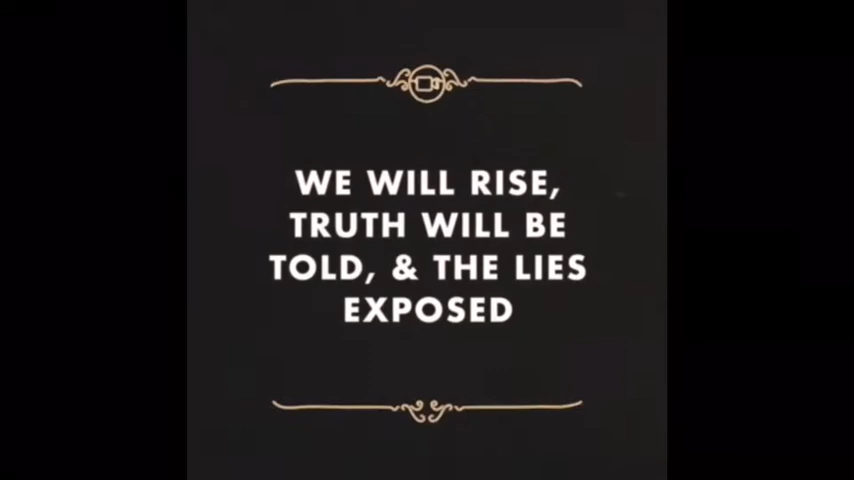 WE WILL RISE,
TRUTH WILL BE
TOLD, & THE LIES
EXPOSED